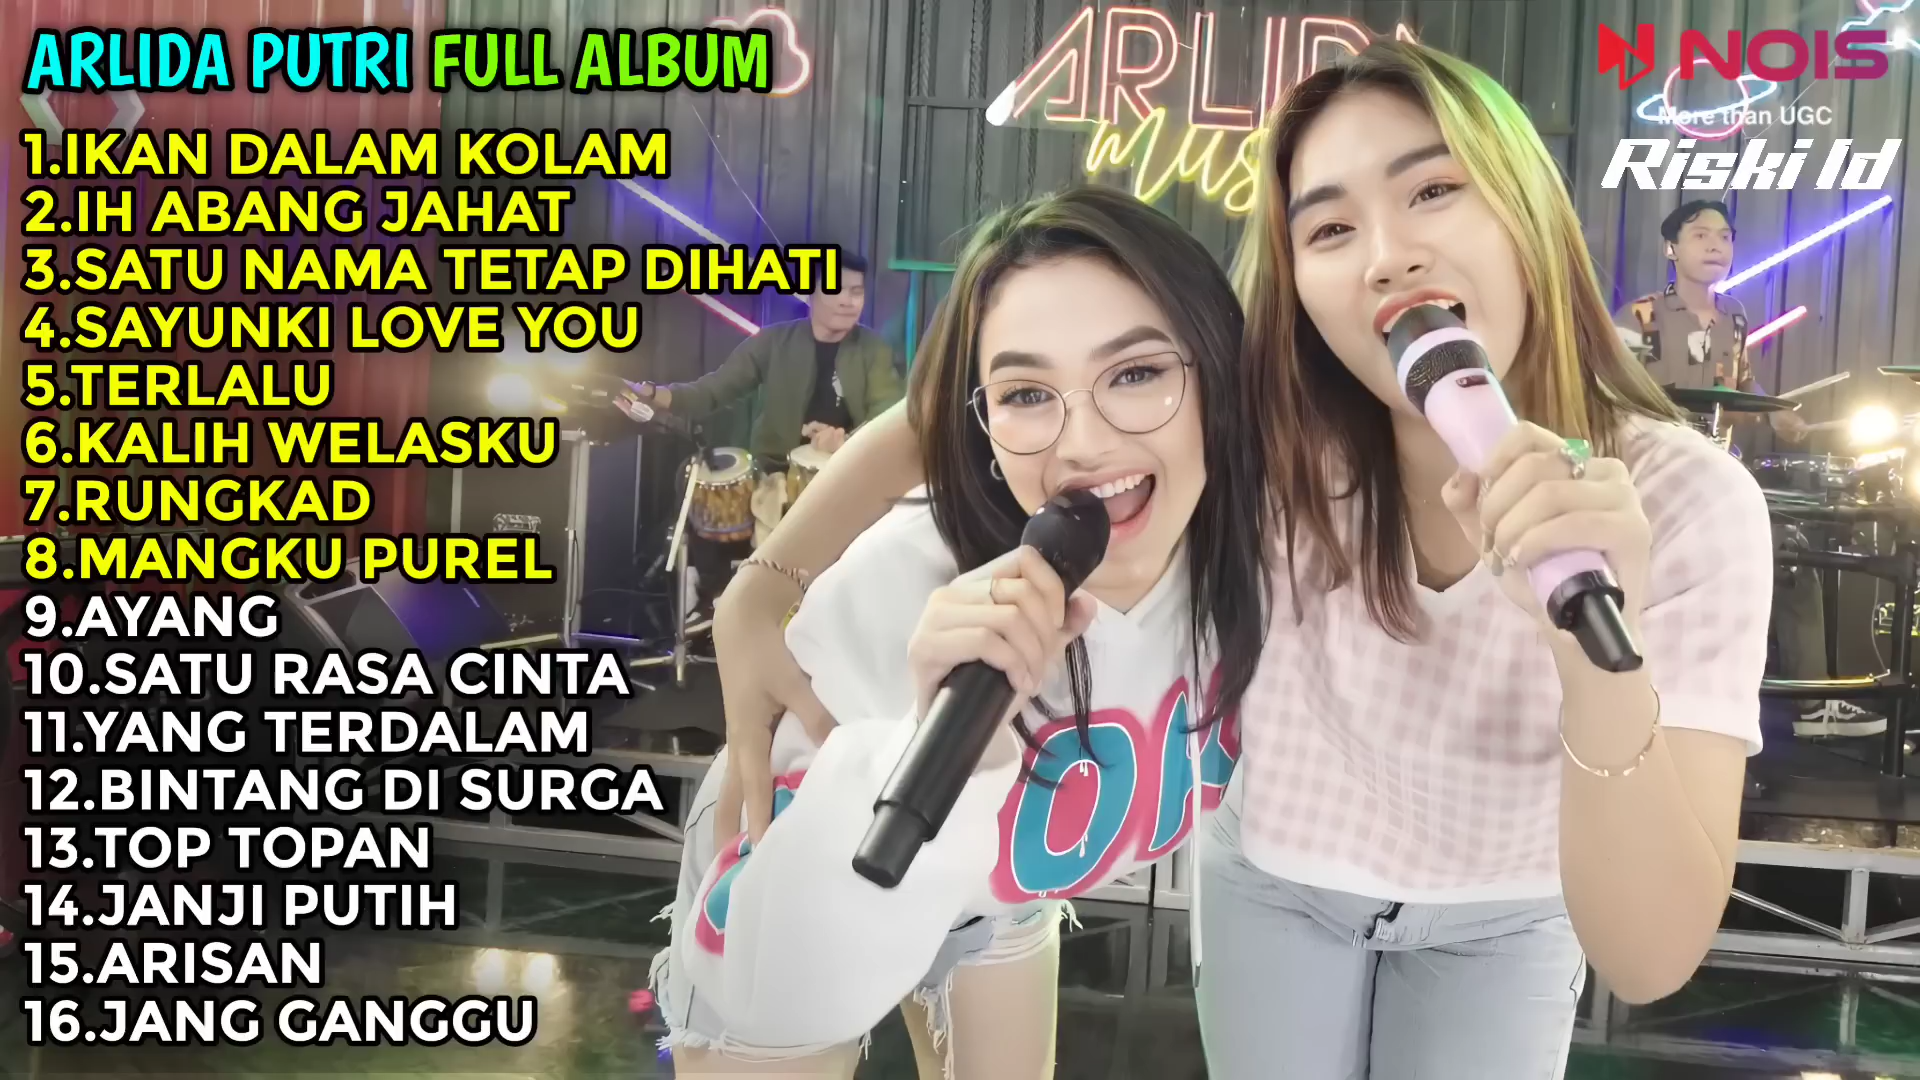 ARLIDA PUTRI FULL ALBUM
1.IKAN DALAM KOLAM
2.IH ABANG JAHAT
3.SATU NAMA TETAP DIHATI
4.SAYUNKI LOVE YOU
5.TERLALU
6.KALIH WELASKU
7.RUNGKAD
8.MANGKU PUREL
9.AYANG
10.SATU RASA CINTA
11.YANG TERDALAM
12.BINTANG DI SURGA
13.TOP TOPAN
14.JANJI PUTIH
15.ARISAN
16.JANG GANGGU
ARLIDA
MUS
NOIS
More than UGC
Riski Id
OH